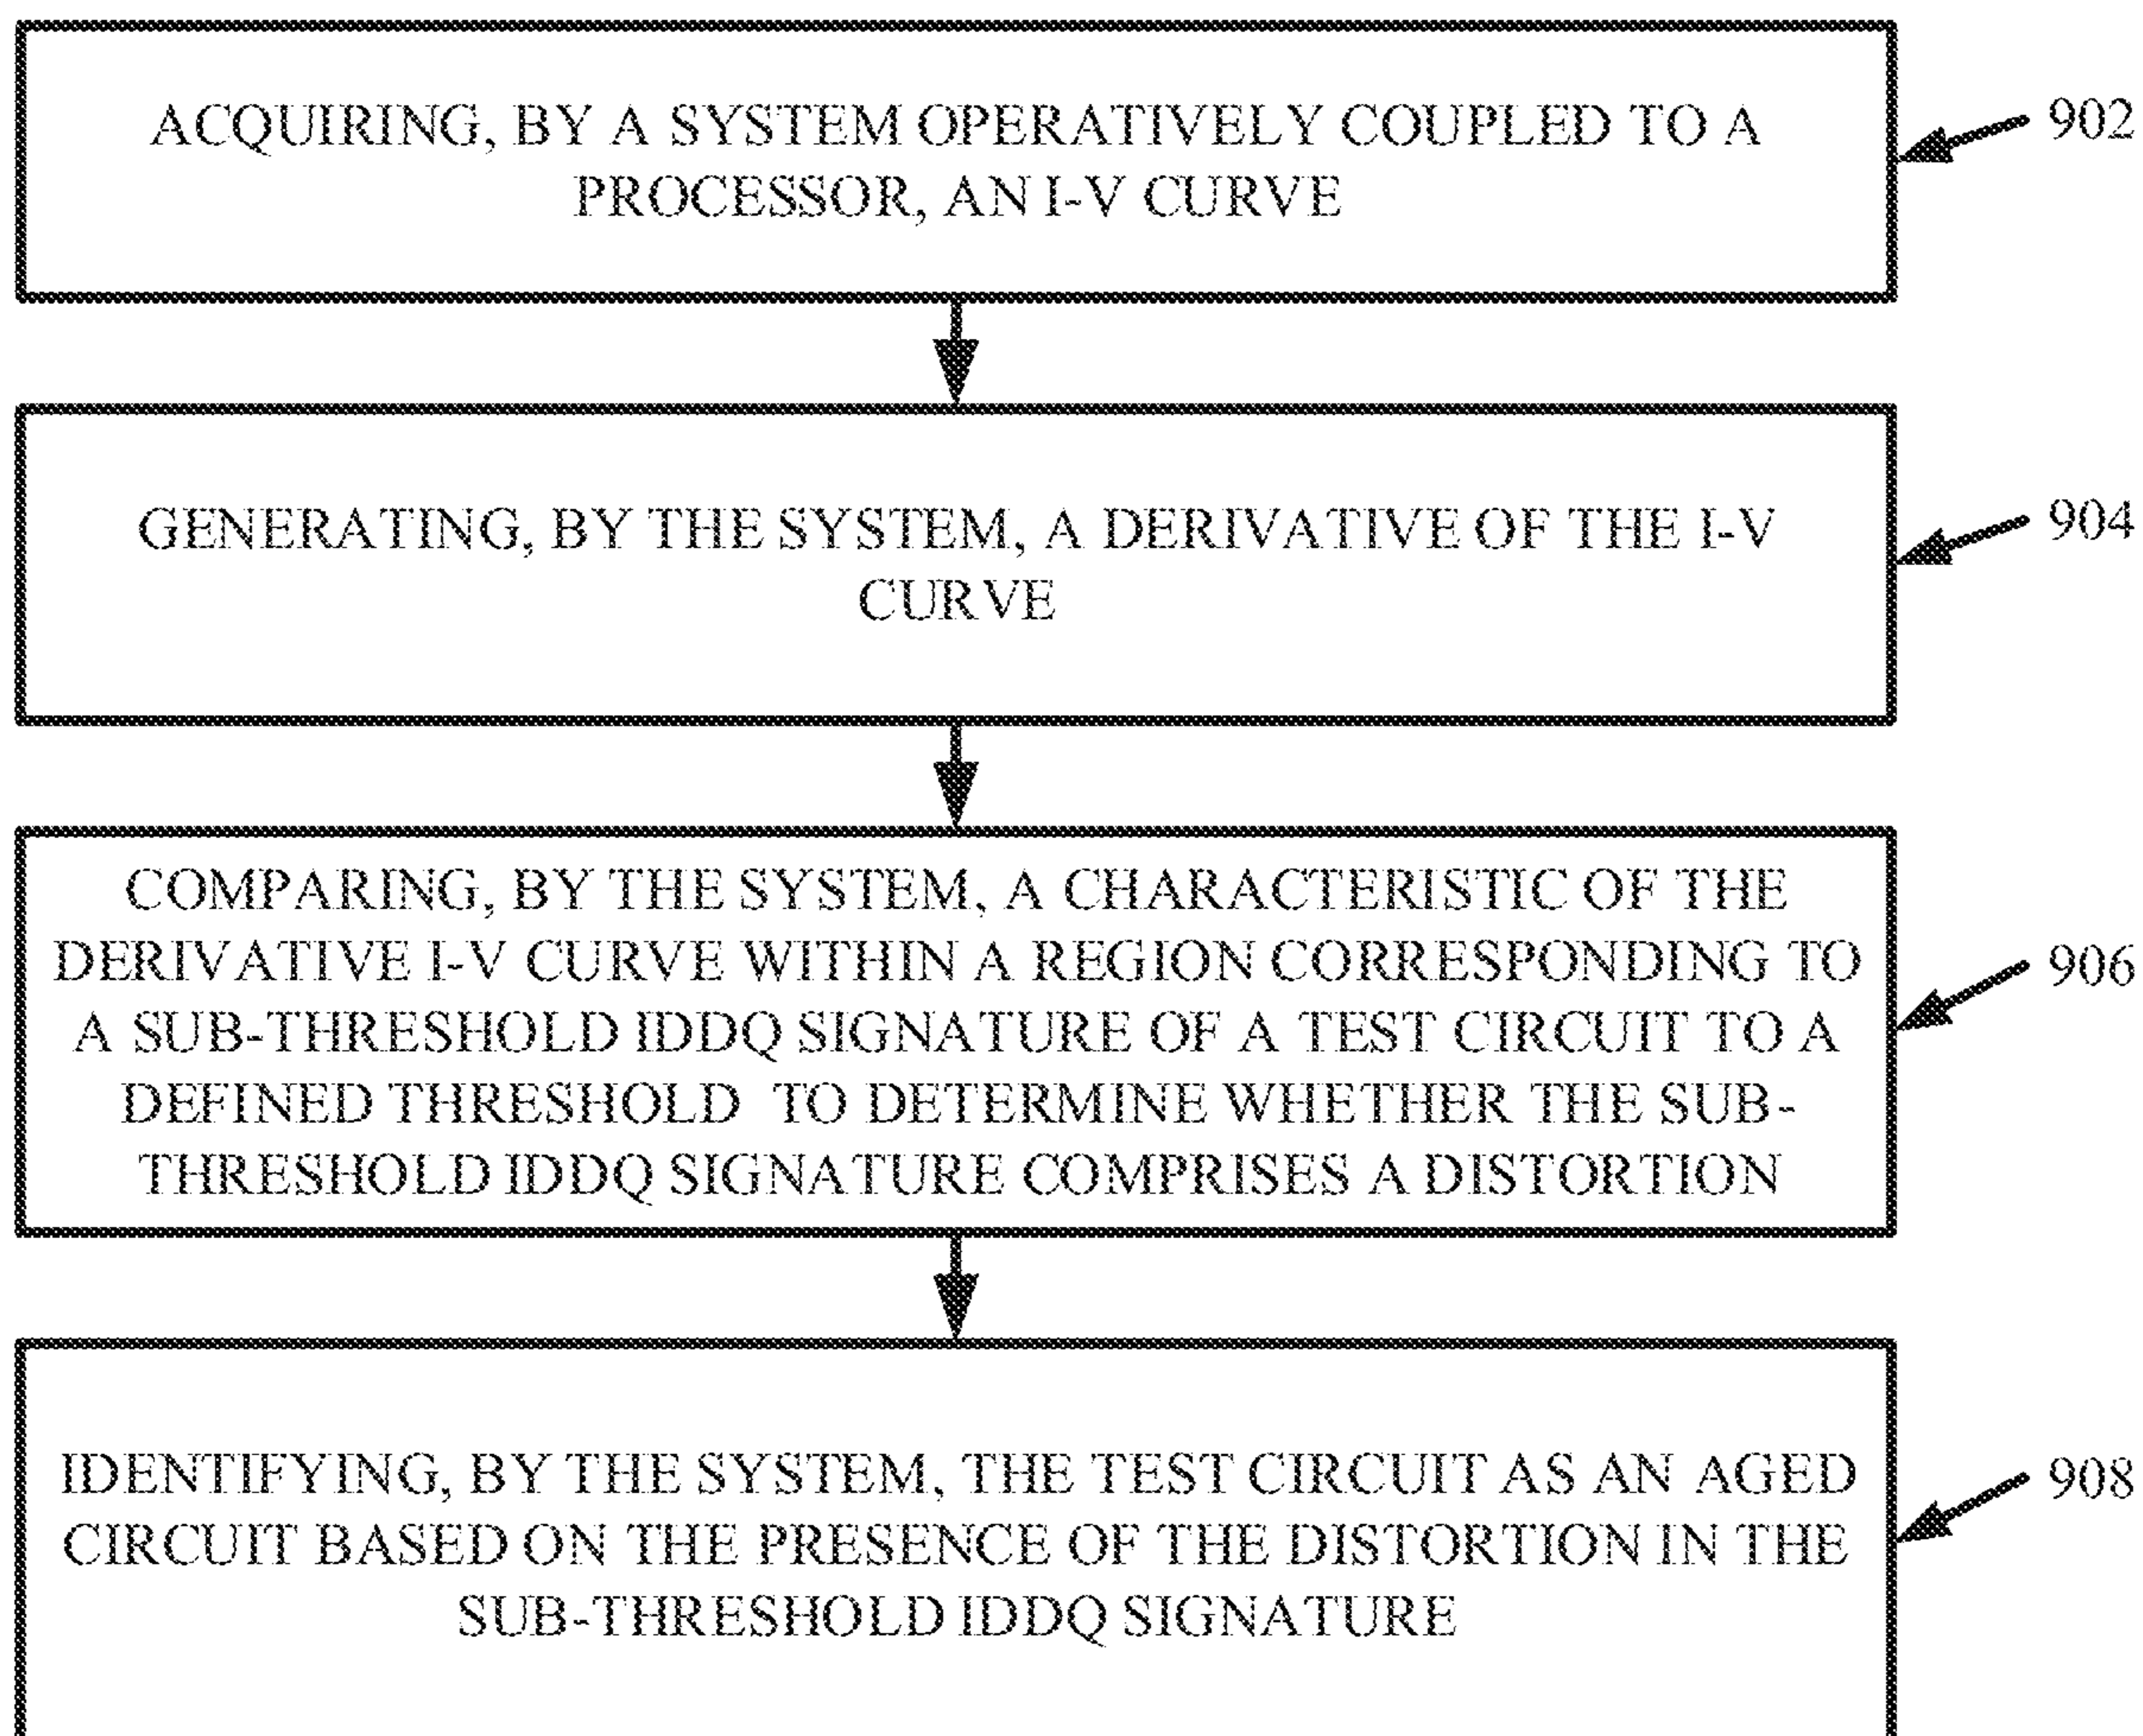 ACQUIRING, BY A SYSTEM OPERATIVELY COUPLED TO A
PROCESSOR, AN I-V CURVE
902
GENERATING, BY THE SYSTEM, A DERIVATIVE OF THE I-V
CURVE
904
COMPARING, BY THE SYSTEM, A CHARACTERISTIC OF THE
DERIVATIVE I-V CURVE WITHIN A REGION CORRESPONDING TO
A SUB-THRESHOLD IDDQ SIGNATURE OF A TEST CIRCUIT TO A
DEFINED THRESHOLD TO DETERMINE WHETHER THE SUB-
THRESHOLD IDDQ SIGNATURE COMPRISES A DISTORTION
906
IDENTIFYING, BY THE SYSTEM, THE TEST CIRCUIT AS AN AGED
CIRCUIT BASED ON THE PRESENCE OF THE DISTORTION IN THE
SUB-THRESHOLD IDDQ SIGNATURE
908